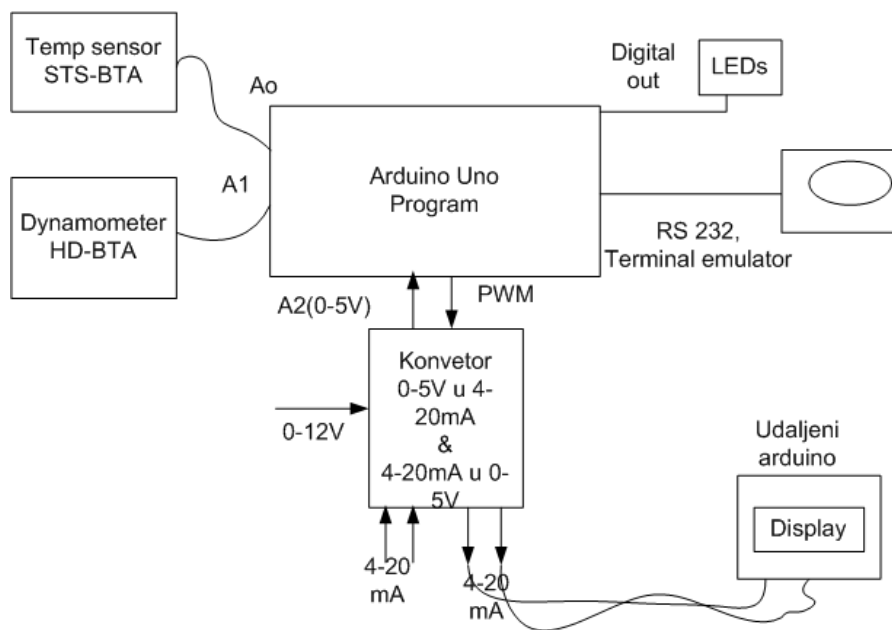 Temp sensor
STS-BTA
Ao
Digital
out
LEDs
Dynamometer
HD-BTA
A1
Arduino Uno
Program
RS 232,
Terminal emulator
A2(0-5V)
PWM
Konvetor
0-5V u 4-
20mA
&
4-20mA u 0-
5V
0-12V
4-20
mA
4-20
mA
Udaljeni
arduino
Display